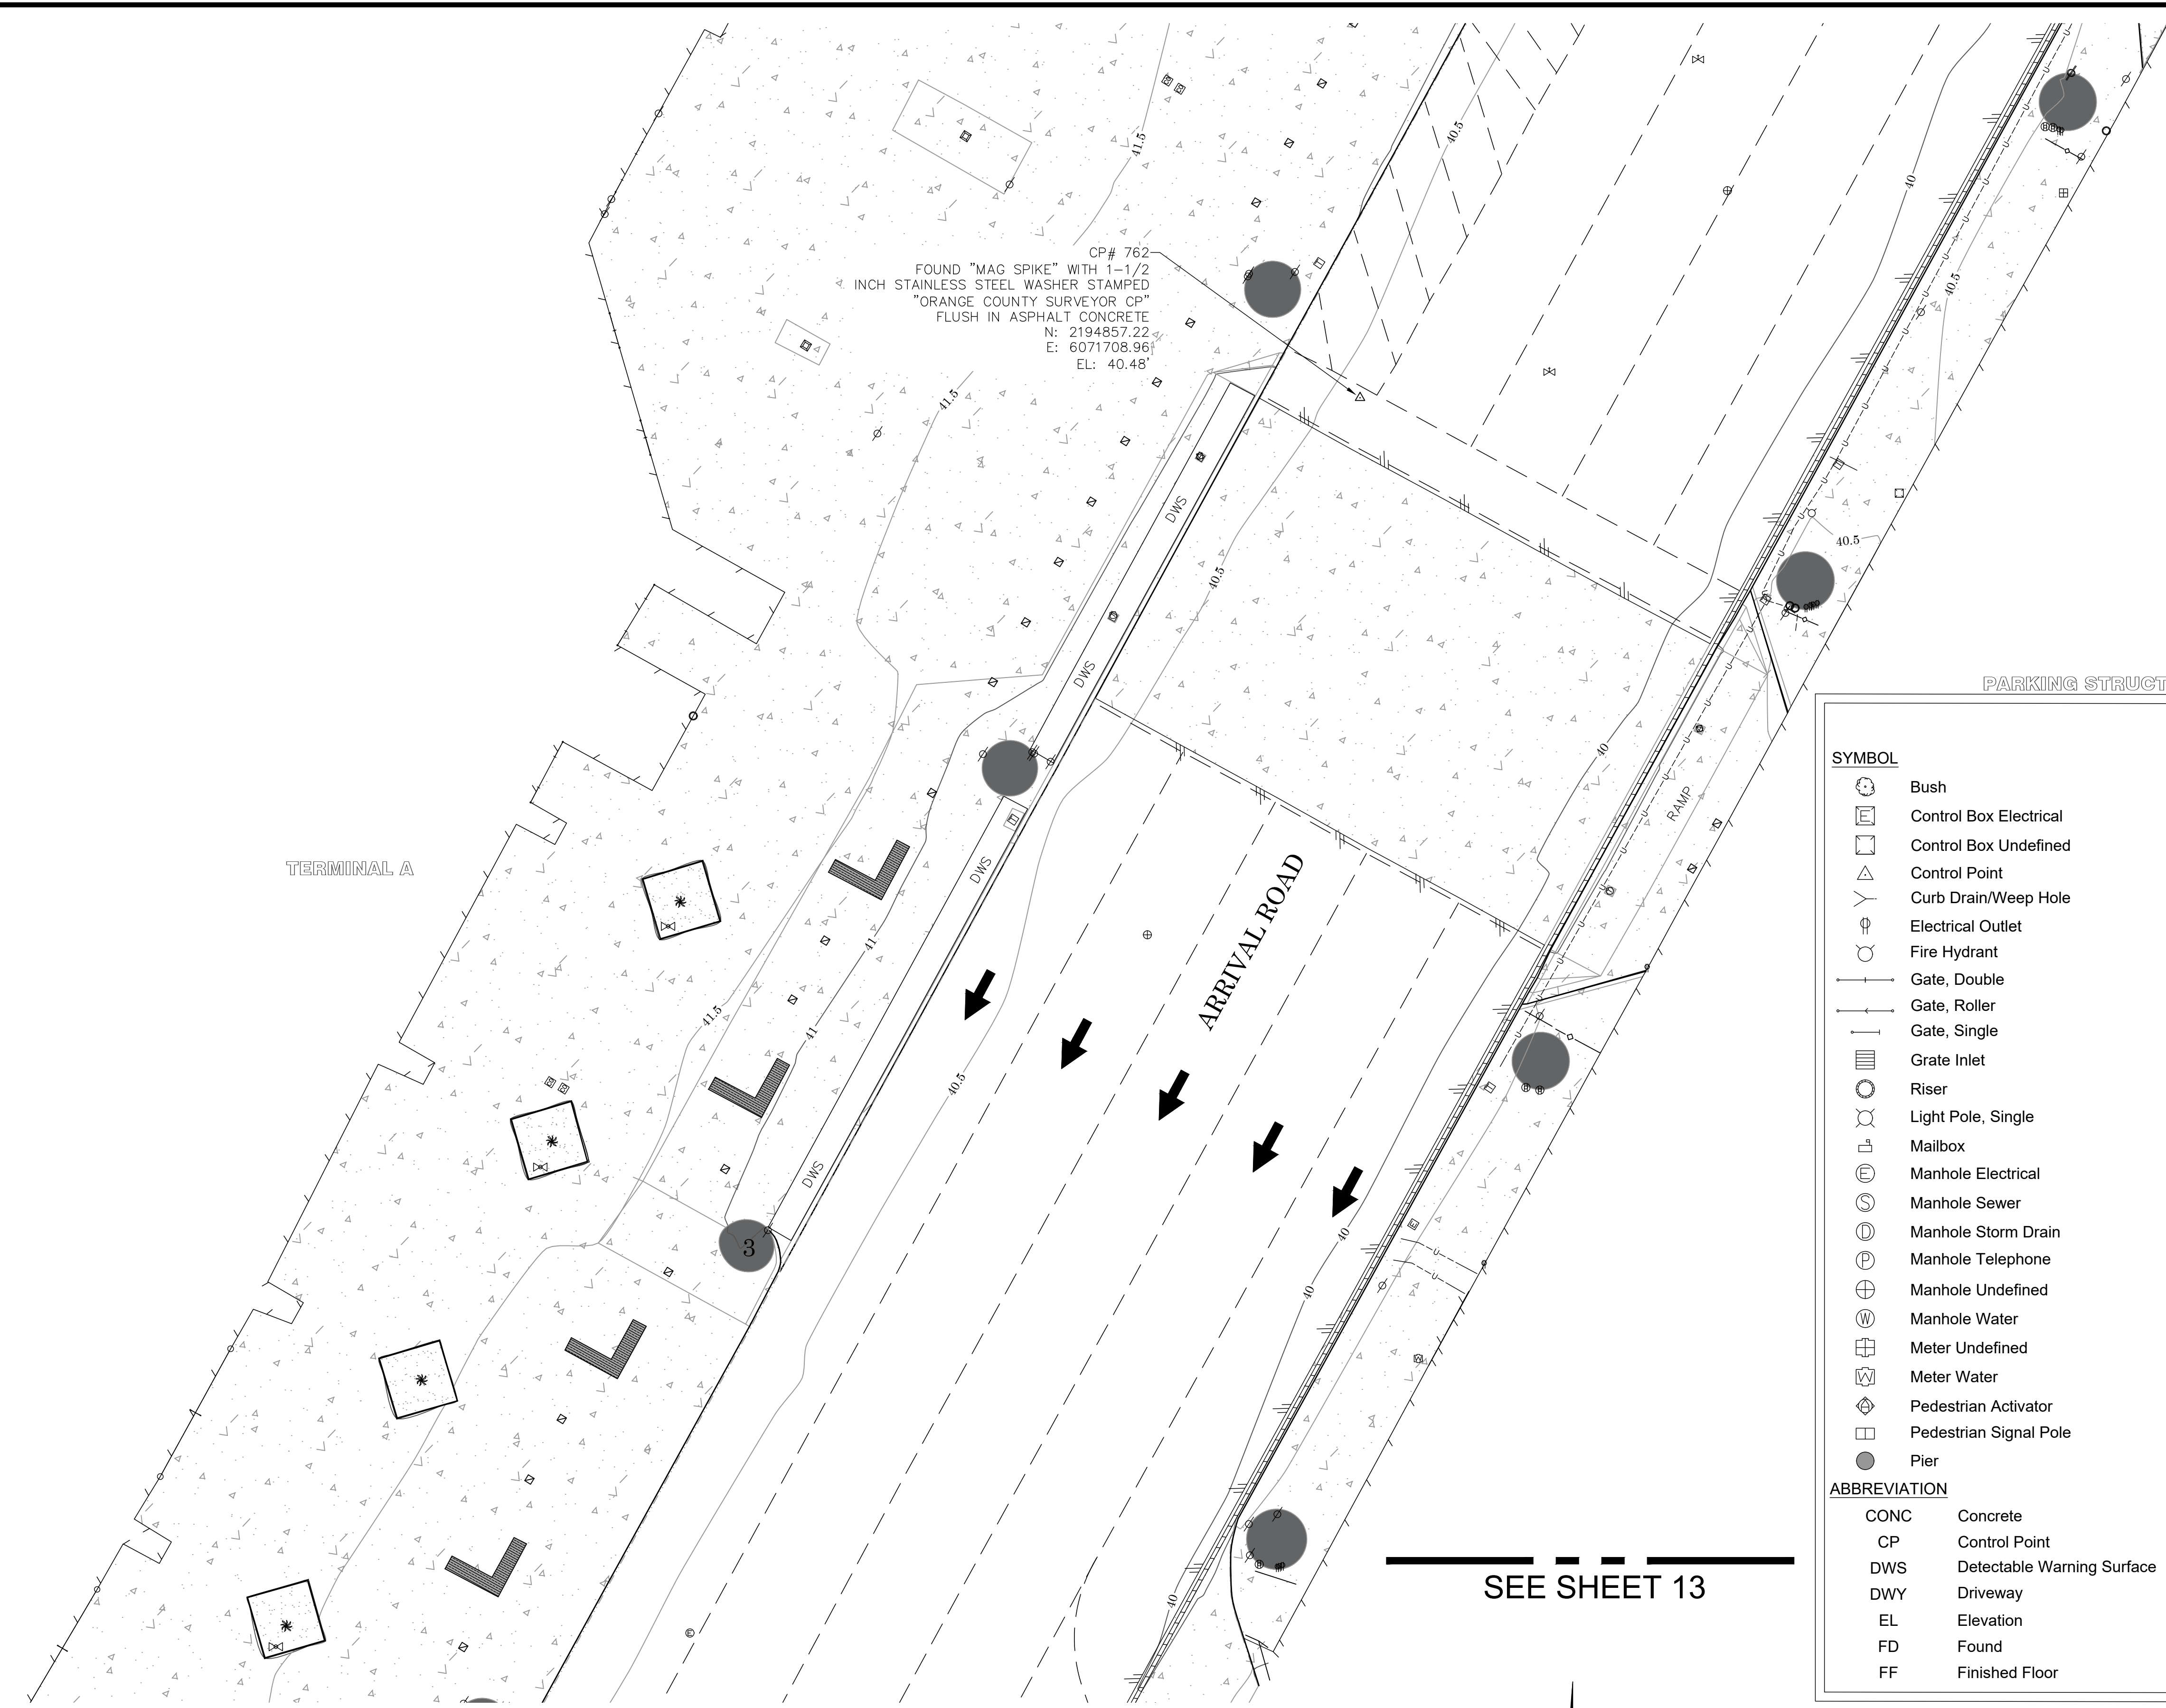 41.5
40.5
40
40.5
CP# 762
FOUND "MAG SPIKE" WITH 1-1/2
INCH STAINLESS STEEL WASHER STAMPED
"ORANGE COUNTY SURVEYOR CP"
FLUSH IN ASPHALT CONCRETE
N: 2194857.22
E: 6071708.96
EL: 40.48'
41.5
DWS
40.5
40.5
DWS
PARKING STRUCT
40
RAMP
TERMINAL A
DWS
ARRIVAL ROAD
41
41.5
41
40.5
DWS
3
40
40
40
SEE SHEET 13
SYMBOL
Bush
E Control Box Electrical
Control Box Undefined
Control Point
Curb Drain/Weep Hole
Electrical Outlet
Fire Hydrant
Gate, Double
Gate, Roller
Gate, Single
Grate Inlet
Riser
Light Pole, Single
Mailbox
E Manhole Electrical
S Manhole Sewer
D Manhole Storm Drain
P Manhole Telephone
Manhole Undefined
W Manhole Water
Meter Undefined
W Meter Water
A Pedestrian Activator
Pedestrian Signal Pole
Pier
ABBREVIATION
CONC Concrete
CP Control Point
DWS Detectable Warning Surface
DWY Driveway
EL Elevation
FD Found
FF Finished Floor